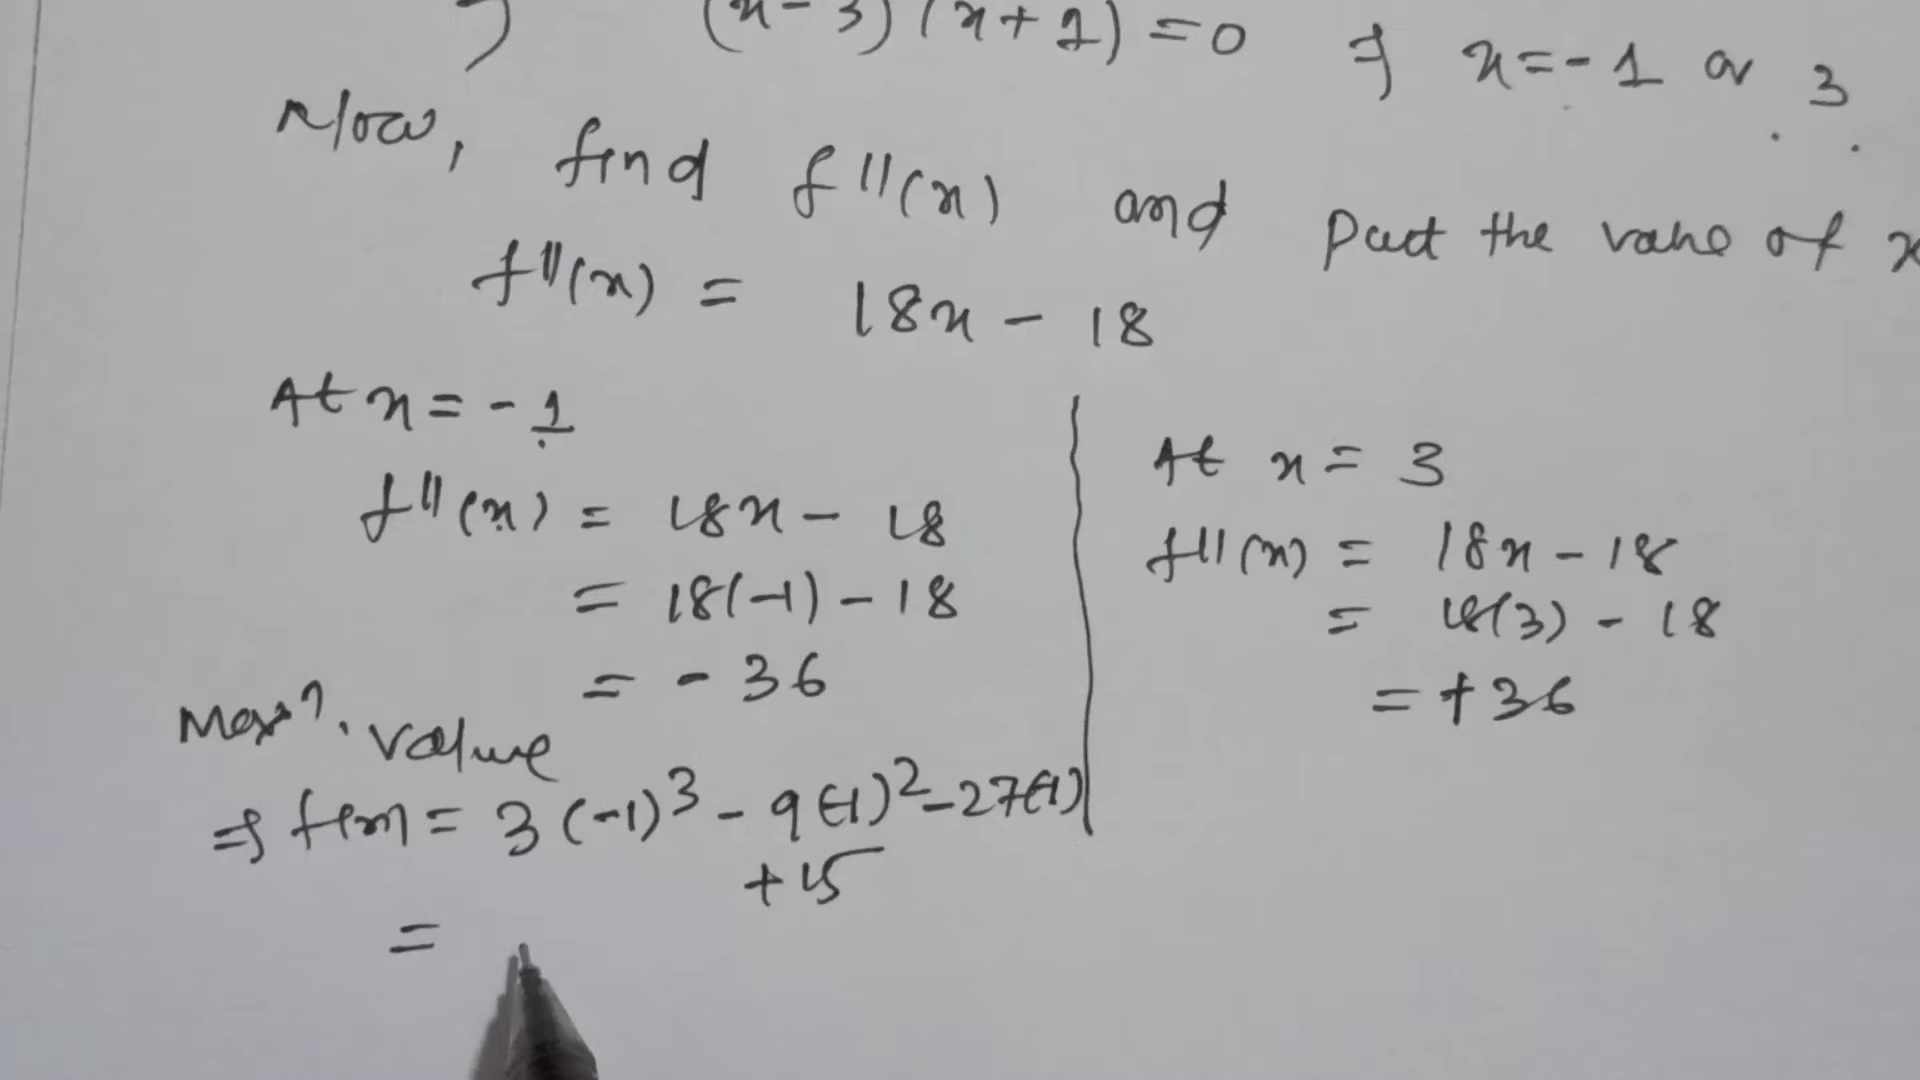 (x-3)(x+1)=0 ⇒ x=-1 or 3
Now, find f"(x) and put the value of x
f"(x) = 18x - 18
At x = -1
f"(x) = 18x - 18
= 18(-1) - 18
= - 36
Max^m. value
⇒ f(x) = 3(-1)^3 - 9(-1)^2 - 27(-1)
+ 15
=
At x = 3
f"(x) = 18x - 18
= 18(3) - 18
= + 36